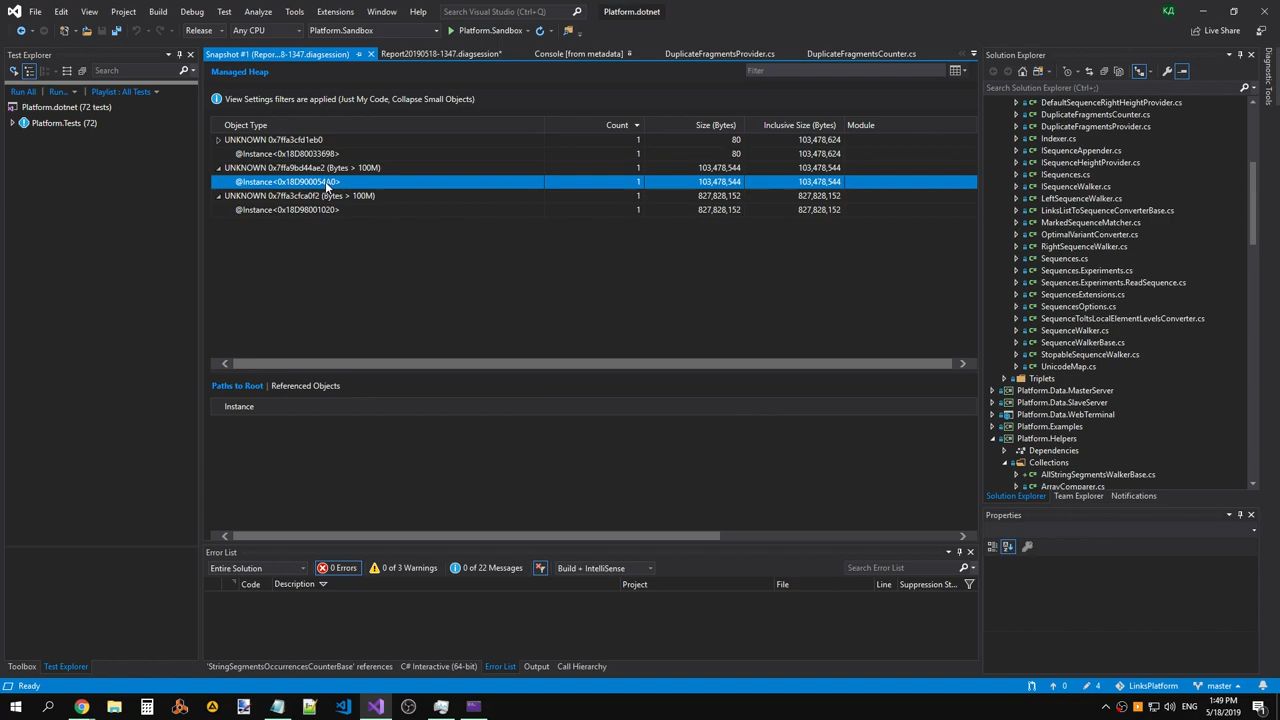 File Edit View Project Build Debug Test Analyze Tools Extensions Window Help Search Visual Studio Platform.dotnet КД
Release Any CPU Platform.Sandbox Platform.Sandbox Live Share
Test Explorer
Search
Run All Run... Playlist : All Tests
Platform.dotnet (72 tests)
Platform.Tests (72)
Snapshot #1 (Repor...8-1347.diagsession) Report20190518-1347.diagsession* Console [from metadata] DuplicateFragmentsProvider.cs DuplicateFragmentsCounter.cs
Managed Heap Filter
View Settings filters are applied (Just My Code, Collapse Small Objects)
Object Type Count Size (Bytes) Inclusive Size (Bytes) Module
UNKNOWN 0x7ffa3cfd1eb0 1 80 103,478,624
@Instance<0x18D80033698> 1 80 103,478,624
UNKNOWN 0x7ffa9bd44ae2 (Bytes > 100M) 1 103,478,544 103,478,544
@Instance<0x18D900054A0> 1 103,478,544 103,478,544
UNKNOWN 0x7ffa3cfca0f2 (Bytes > 100M) 1 827,828,152 827,828,152
@Instance<0x18D98001020> 1 827,828,152 827,828,152
Paths to Root Referenced Objects
Instance
Error List
Entire Solution 0 Errors 0 of 3 Warnings 0 of 22 Messages Build + IntelliSense Search Error List
Code Description Project File Line Suppression St...
Toolbox Test Explorer
'StringSegmentsOccurrencesCounterBase' references C# Interactive (64-bit) Error List Output Call Hierarchy
Solution Explorer
Search Solution Explorer (Ctrl+;)
DefaultSequenceRightHeightProvider.cs
DuplicateFragmentsCounter.cs
DuplicateFragmentsProvider.cs
Indexer.cs
ISequenceAppender.cs
ISequenceHeightProvider.cs
ISequences.cs
ISequenceWalker.cs
LeftSequenceWalker.cs
LinksListToSequenceConverterBase.cs
MarkedSequenceMatcher.cs
OptimalVariantConverter.cs
RightSequenceWalker.cs
Sequences.cs
Sequences.Experiments.cs
Sequences.Experiments.ReadSequence.cs
SequencesExtensions.cs
SequencesOptions.cs
SequenceToItsLocalElementLevelsConverter.cs
SequenceWalker.cs
SequenceWalkerBase.cs
StopableSequenceWalker.cs
UnicodeMap.cs
Triplets
Platform.Data.MasterServer
Platform.Data.SlaveServer
Platform.Data.WebTerminal
Platform.Examples
Platform.Helpers
Dependencies
Collections
AllStringSegmentsWalkerBase.cs
ArrayComparer.cs
Solution Explorer Team Explorer Notifications
Properties
Diagnostics Tools
Ready 0 4 LinksPlatform master
ENG 1:49 PM
5/18/2019